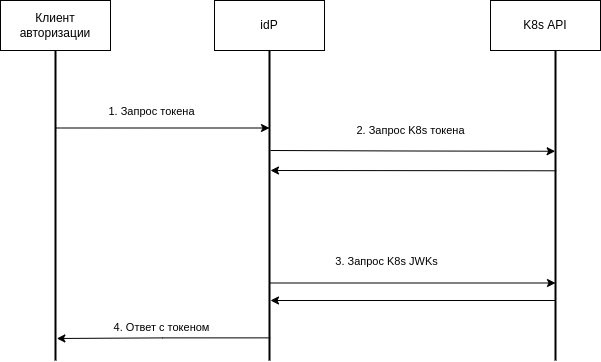 Клиент
авторизации
idP
K8s API
1. Запрос токена
2. Запрос K8s токена
3. Запрос K8s JWKs
4. Ответ с токеном